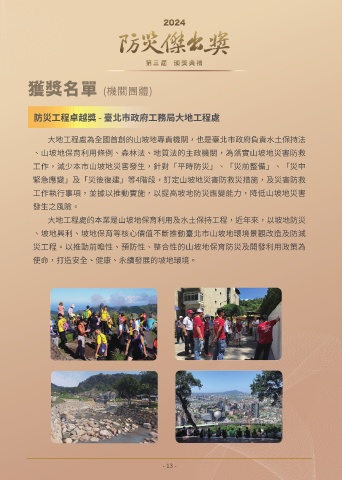 2024
防災傑出獎
第三屆 頒獎典禮
獲獎名單 (機關團體)
防災工程卓越獎 - 臺北市政府工務局大地工程處
大地工程處為全國首創的山坡地專責機關，也是臺北市政府負責水土保持法
、山坡地保育利用條例、森林法、地質法的主政機關，為落實山坡地災害防救
工作，減少本市山坡地災害發生，針對「平時防災」、「災前整備」、「災中
緊急應變」及「災後復建」等4階段，訂定山坡地災害防救災措施，及災害防救
工作執行事項，並據以推動實施，以提高坡地防災應變能力，降低山坡地災害
發生之風險。
大地工程處的本業是山坡地保育利用及水土保持工程，近年來，以坡地防災
、坡地興利、坡地保育等核心價值不斷推動臺北市山坡地環境景觀改造及防減
災工程。以推動前瞻性、預防性、整合性的山坡地保育防災及開發利用政策為
使命，打造安全、健康、永續發展的坡地環境。
- 13 -